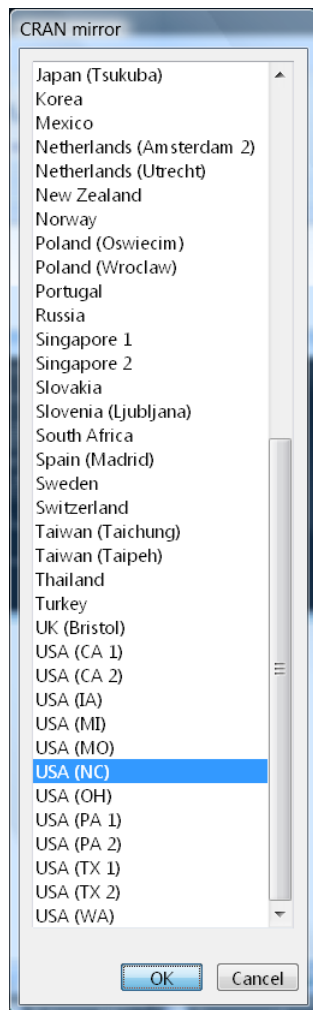 CRAN mirror
Japan (Tsukuba)
Korea
Mexico
Netherlands (Amsterdam 2)
Netherlands (Utrecht)
New Zealand
Norway
Poland (Oswiecim)
Poland (Wroclaw)
Portugal
Russia
Singapore 1
Singapore 2
Slovakia
Slovenia (Ljubljana)
South Africa
Spain (Madrid)
Sweden
Switzerland
Taiwan (Taichung)
Taiwan (Taipeh)
Thailand
Turkey
UK (Bristol)
USA (CA 1)
USA (CA 2)
USA (IA)
USA (MI)
USA (MO)
USA (NC)
USA (OH)
USA (PA 1)
USA (PA 2)
USA (TX 1)
USA (TX 2)
USA (WA)
OK Cancel